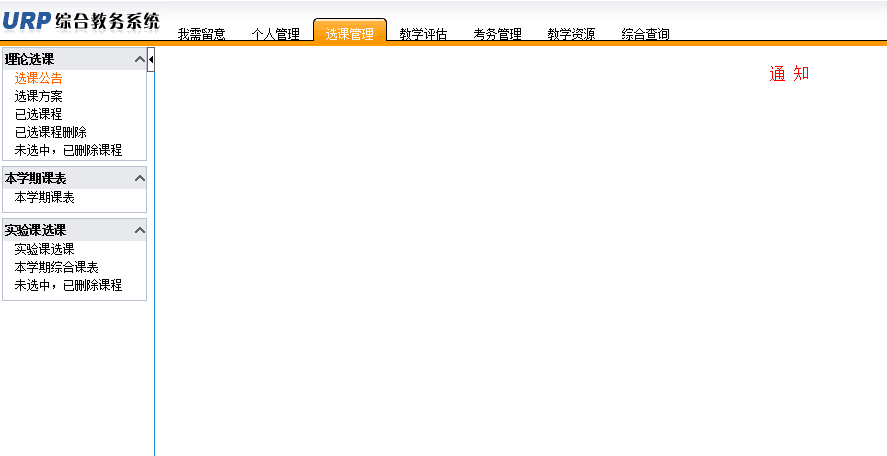 URP综合教务系统
我需留意 个人管理 选课管理 教学评估 考务管理 教学资源 综合查询
理论选课
选课公告
选课方案
已选课程
已选课程删除
未选中，已删除课程
本学期课表
本学期课表
实验课选课
实验课选课
本学期综合课表
未选中，已删除课程
通 知